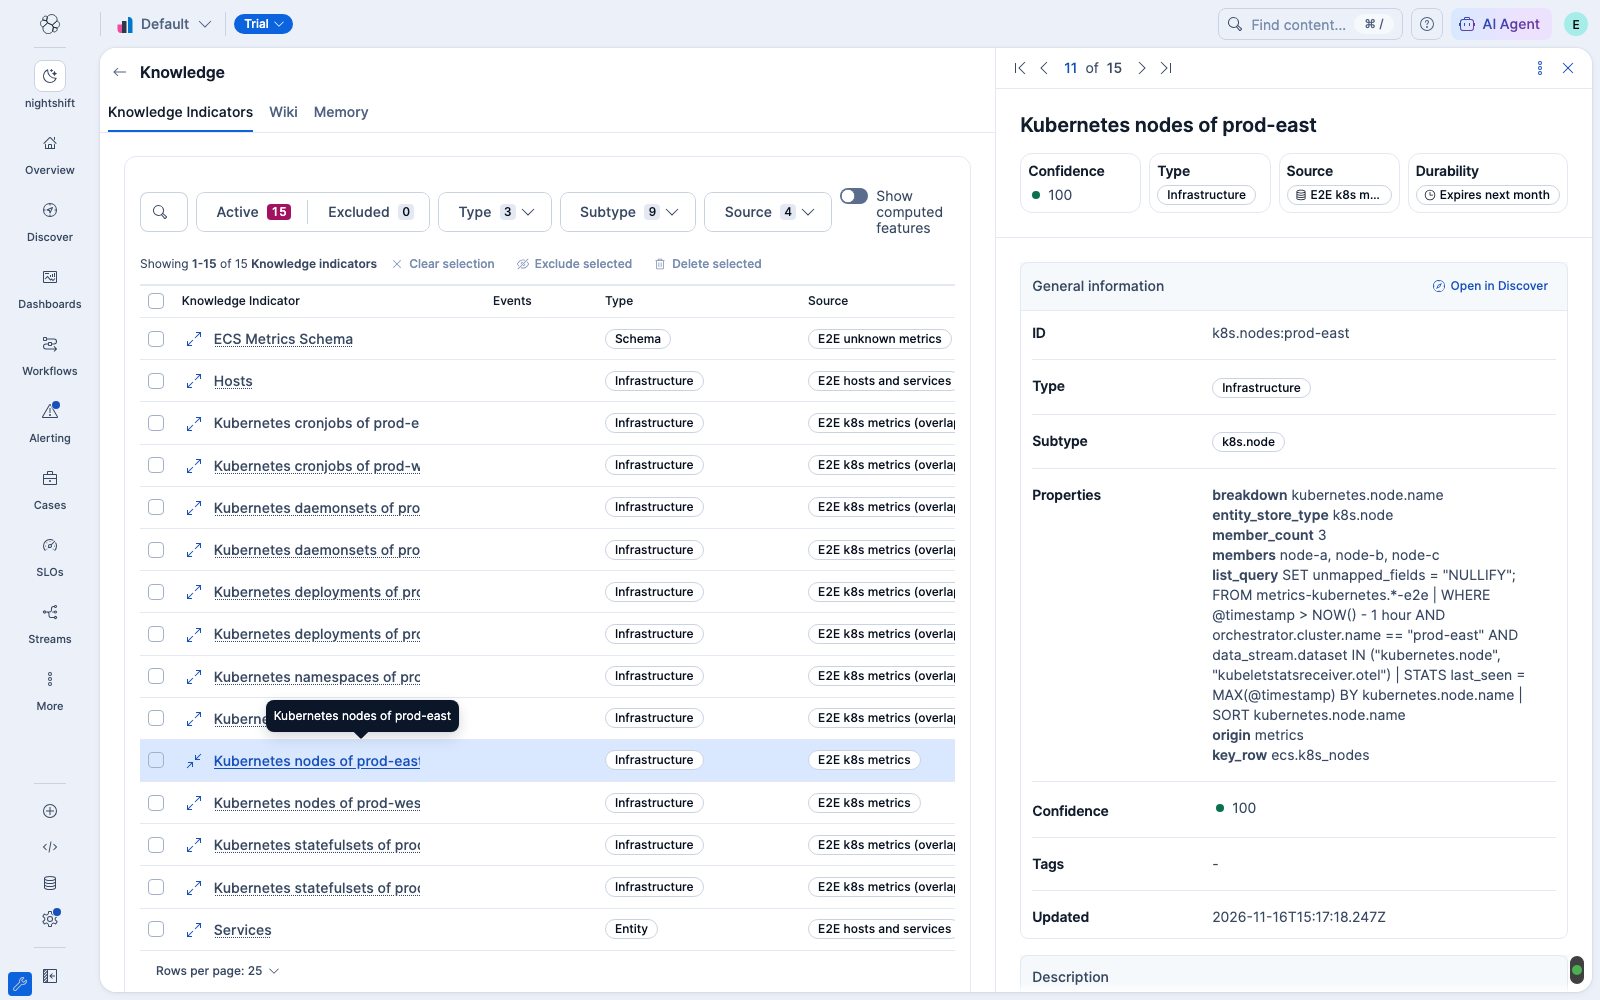 Default
Trial
Find content...
⌘ /
AI Agent
E
nightshift
Overview
Discover
Dashboards
Workflows
Alerting
Cases
SLOs
Streams
More
Knowledge
Knowledge Indicators
Wiki
Memory
Active 15
Excluded 0
Type 3
Subtype 9
Source 4
Show computed features
Showing 1-15 of 15 Knowledge indicators
Clear selection
Exclude selected
Delete selected
Knowledge Indicator Events Type Source
ECS Metrics Schema Schema E2E unknown metrics
Hosts Infrastructure E2E hosts and services
Kubernetes cronjobs of prod-e Infrastructure E2E k8s metrics (overlap
Kubernetes cronjobs of prod-w Infrastructure E2E k8s metrics (overlap
Kubernetes daemonsets of pro Infrastructure E2E k8s metrics (overlap
Kubernetes daemonsets of pro Infrastructure E2E k8s metrics (overlap
Kubernetes deployments of pro Infrastructure E2E k8s metrics (overlap
Kubernetes deployments of pro Infrastructure E2E k8s metrics (overlap
Kubernetes namespaces of pro Infrastructure E2E k8s metrics (overlap
Kuberne Infrastructure E2E k8s metrics (overlap
Kubernetes nodes of prod-east
Kubernetes nodes of prod-east Infrastructure E2E k8s metrics
Kubernetes nodes of prod-wes Infrastructure E2E k8s metrics
Kubernetes statefulsets of proc Infrastructure E2E k8s metrics (overlap
Kubernetes statefulsets of proc Infrastructure E2E k8s metrics (overlap
Services Entity E2E hosts and services
Rows per page: 25
11 of 15
Kubernetes nodes of prod-east
Confidence
100
Type
Infrastructure
Source
E2E k8s m...
Durability
Expires next month
General information
Open in Discover
ID k8s.nodes:prod-east
Type Infrastructure
Subtype k8s.node
Properties breakdown kubernetes.node.name
entity_store_type k8s.node
member_count 3
members node-a, node-b, node-c
list_query SET unmapped_fields = "NULLIFY";
FROM metrics-kubernetes.*-e2e | WHERE
@timestamp > NOW() - 1 hour AND
orchestrator.cluster.name == "prod-east" AND
data_stream.dataset IN ("kubernetes.node",
"kubeletstatsreceiver.otel") | STATS last_seen =
MAX(@timestamp) BY kubernetes.node.name |
SORT kubernetes.node.name
origin metrics
key_row ecs.k8s_nodes
Confidence 100
Tags -
Updated 2026-11-16T15:17:18.247Z
Description